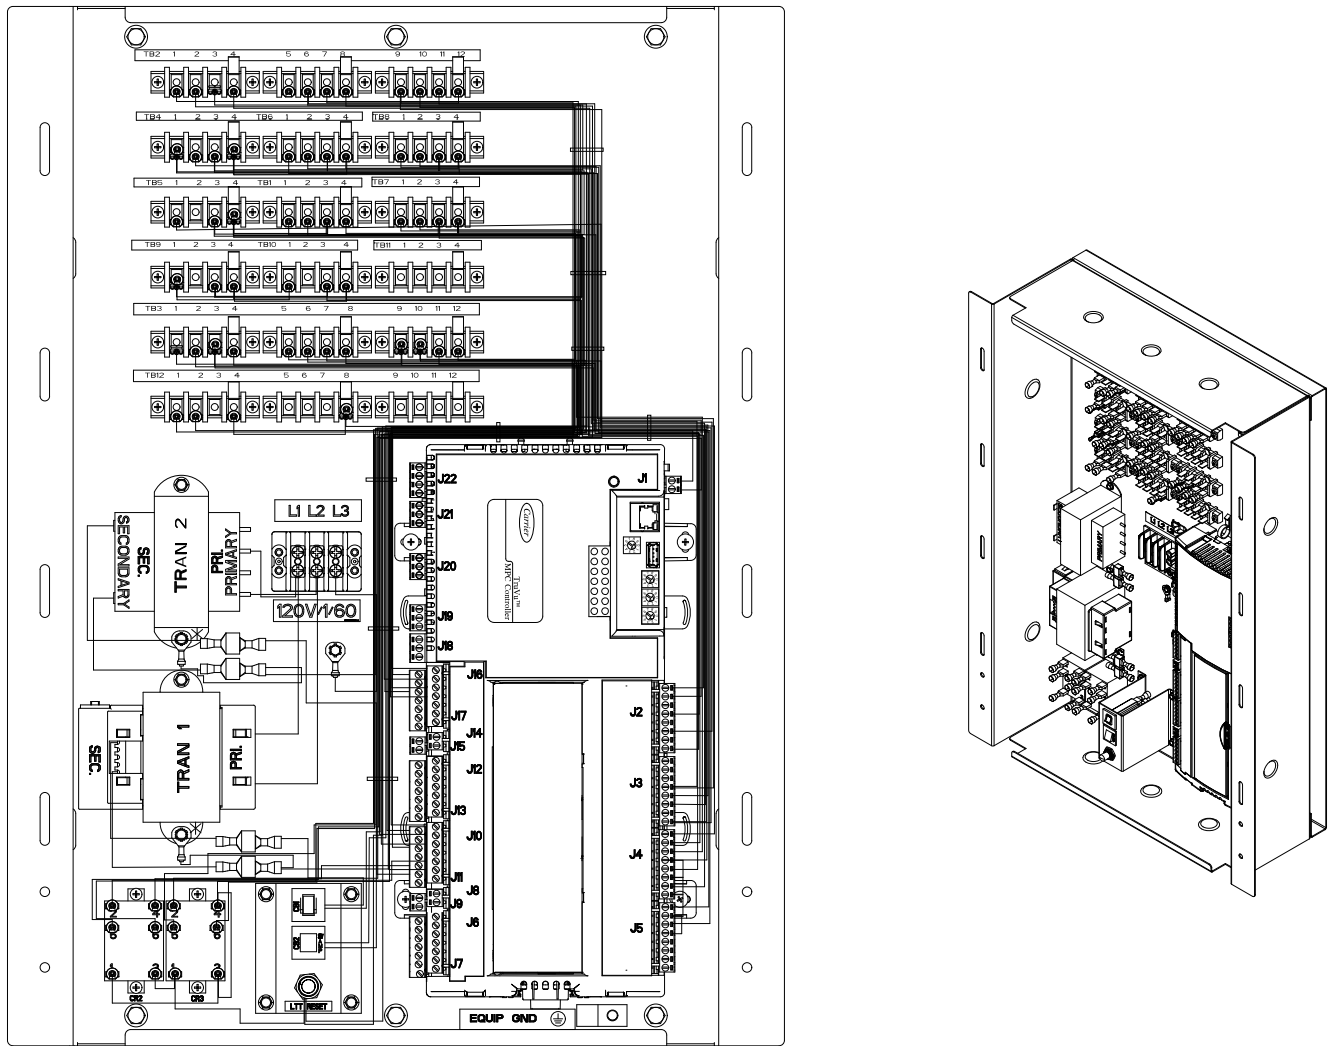 TB2 1 2 3 4 5 6 7 8 9 10 11 12
TB4 1 2 3 4 TB6 1 2 3 4 TB8 1 2 3 4
TB5 1 2 3 4 TB1 1 2 3 4 TB7 1 2 3 4
TB9 1 2 3 4 TB10 1 2 3 4 TB11 1 2 3 4
TB3 1 2 3 4 5 6 7 8 9 10 11 12
TB12 1 2 3 4 5 6 7 8 9 10 11 12
SECONDARY
SEC.
TRAN 2
PRI.
PRIMARY
L1 L2 L3
120V/1/60
SEC.
TRAN 1
PRI.
J22
J21
J20
J19
J18
J1
Carrier
TruVu™
MPC Controller
J16
J17
J14
J15
J12
J13
J10
J11
J8
J9
J6
J7
J2
J3
J4
J5
CR2
CR3
LTT RESET
EQUIP GND
PRIMARY